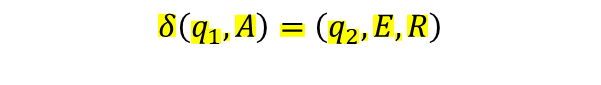 δ(q₁, A) = (q₂, E, R)